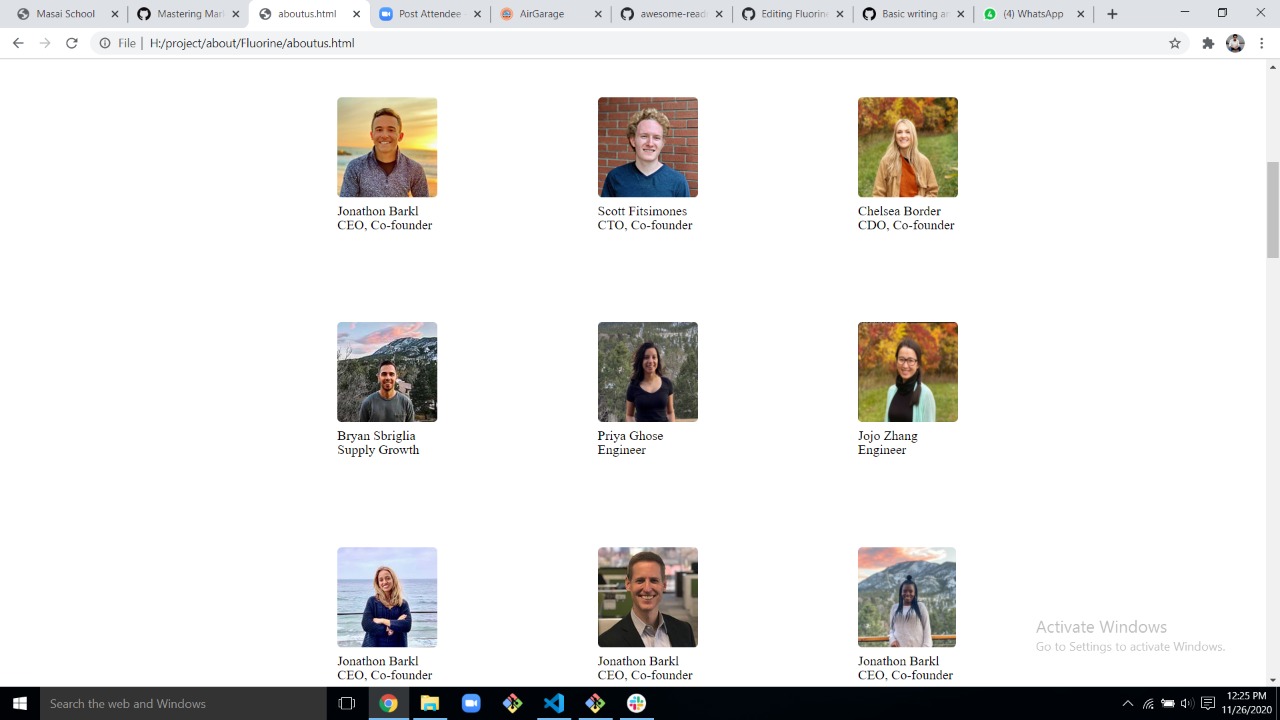 Masai School
Mastering Mar
aboutus.html
Post Attendee
AirGarage
awesome-read
Editing Fluorine
Basic writing an
(4) WhatsApp
File | H:/project/about/Fluorine/aboutus.html
Jonathon Barkl
CEO, Co-founder
Scott Fitsimones
CTO, Co-founder
Chelsea Border
CDO, Co-founder
Bryan Sbriglia
Supply Growth
Priya Ghose
Engineer
Jojo Zhang
Engineer
Jonathon Barkl
CEO, Co-founder
Jonathon Barkl
CEO, Co-founder
Jonathon Barkl
CEO, Co-founder
Activate Windows
Go to Settings to activate Windows.
Search the web and Windows
12:25 PM
11/26/2020